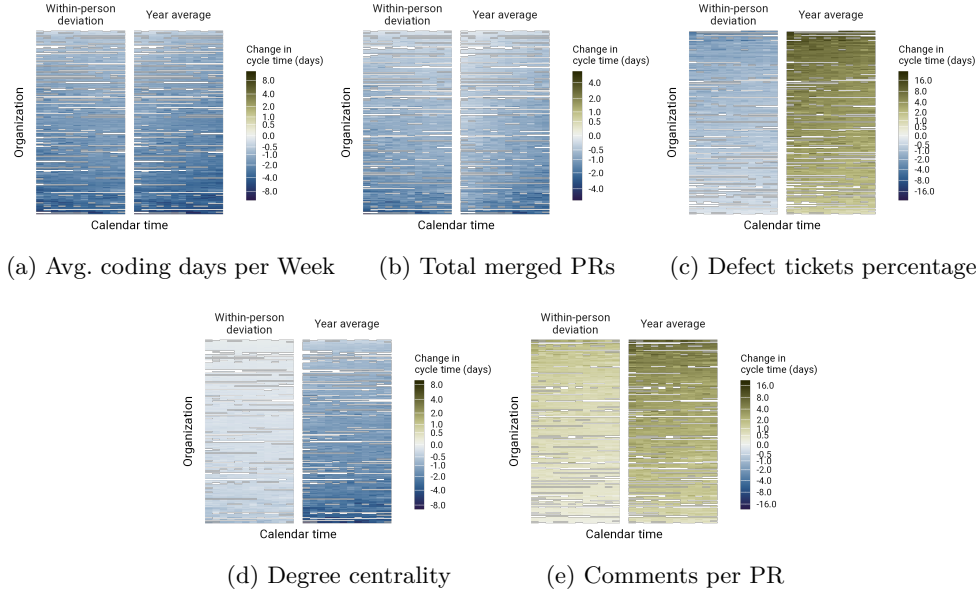 Within-person
deviation
Year average
Change in
cycle time (days)
8.0
4.0
2.0
1.0
0.5
0.0
-0.5
-1.0
-2.0
-4.0
-8.0
Organization
Calendar time
(a) Avg. coding days per Week
Within-person
deviation
Year average
Change in
cycle time (days)
4.0
2.0
1.0
0.5
0.0
-0.5
-1.0
-2.0
-4.0
Organization
Calendar time
(b) Total merged PRs
Within-person
deviation
Year average
Change in
cycle time (days)
16.0
8.0
4.0
2.0
1.0
0.5
0.0
-0.5
-1.0
-2.0
-4.0
-8.0
-16.0
Organization
Calendar time
(c) Defect tickets percentage
Within-person
deviation
Year average
Change in
cycle time (days)
8.0
4.0
2.0
1.0
0.5
0.0
-0.5
-1.0
-2.0
-4.0
-8.0
Organization
Calendar time
(d) Degree centrality
Within-person
deviation
Year average
Change in
cycle time (days)
16.0
8.0
4.0
2.0
1.0
0.5
0.0
-0.5
-1.0
-2.0
-4.0
-8.0
-16.0
Organization
Calendar time
(e) Comments per PR